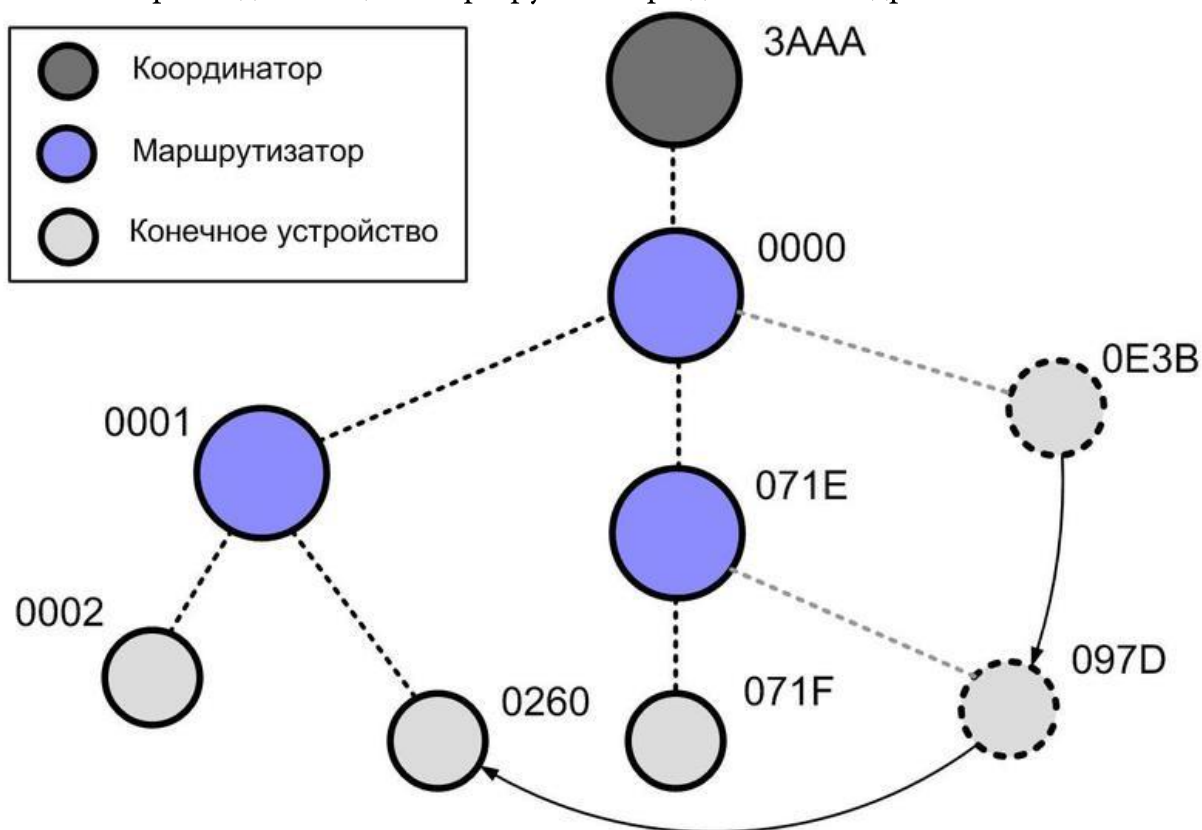 3AAA
Координатор
Маршрутизатор
Конечное устройство
0000
0E3B
0001
071E
0002
097D
0260
071F